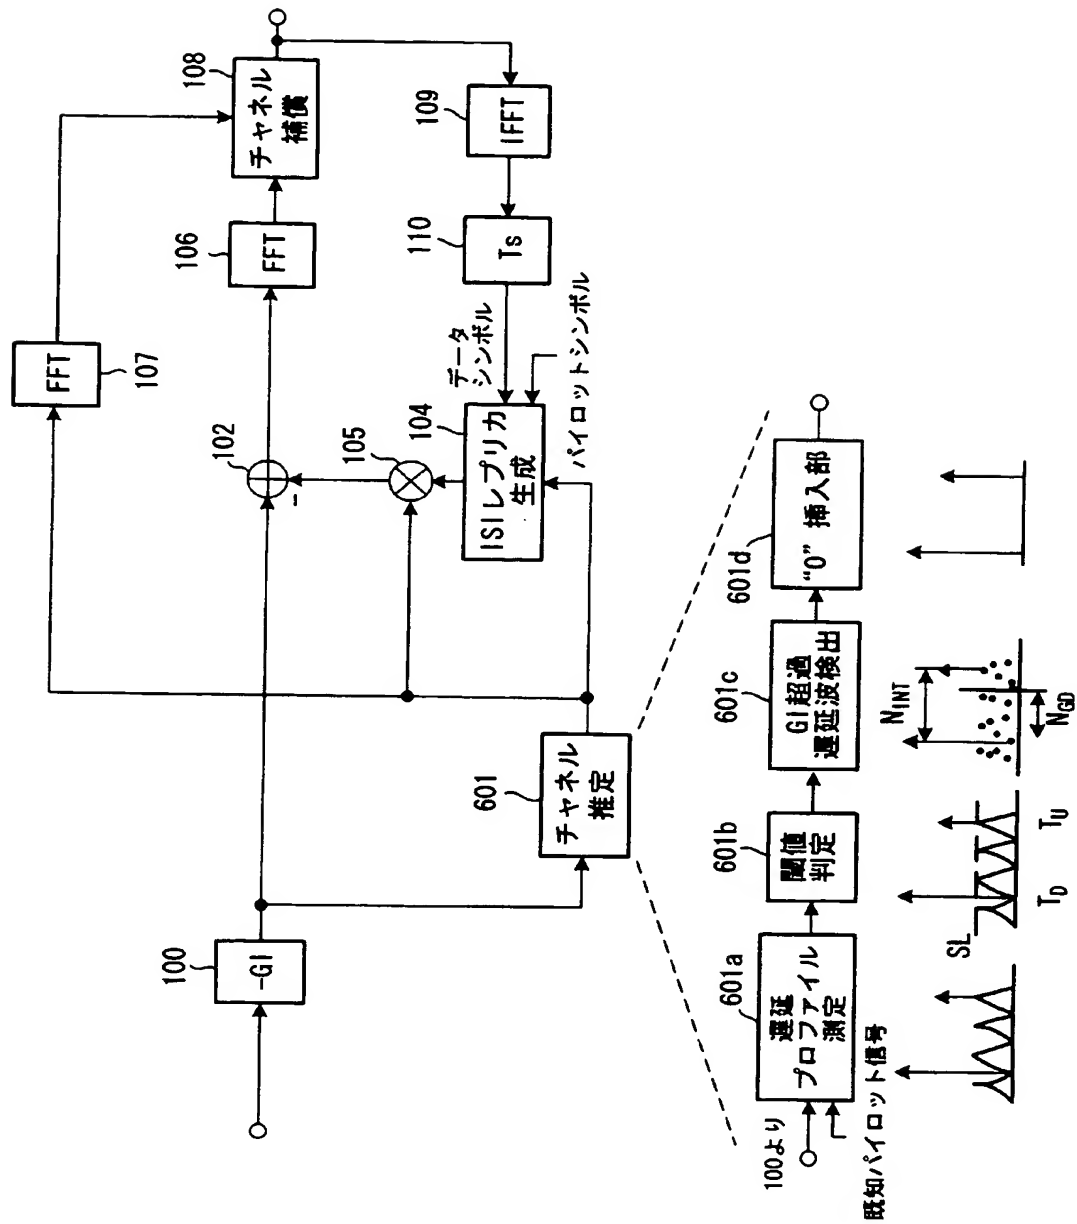 FFT
107
108
チャネル
補償
106
FFT
109
IFFT
110
Ts
102
-
105
104
ISIレプリカ
生成
データ
シンボル
パイロットシンボル
100
-GI
601
チャネル
推定
601a
遅延
プロファイル
測定
100より
既知パイロット信号
601b
閾値
判定
601c
GI超過
遅延波検出
601d
“0” 挿入部
SL
TD
TU
NINT
NGD